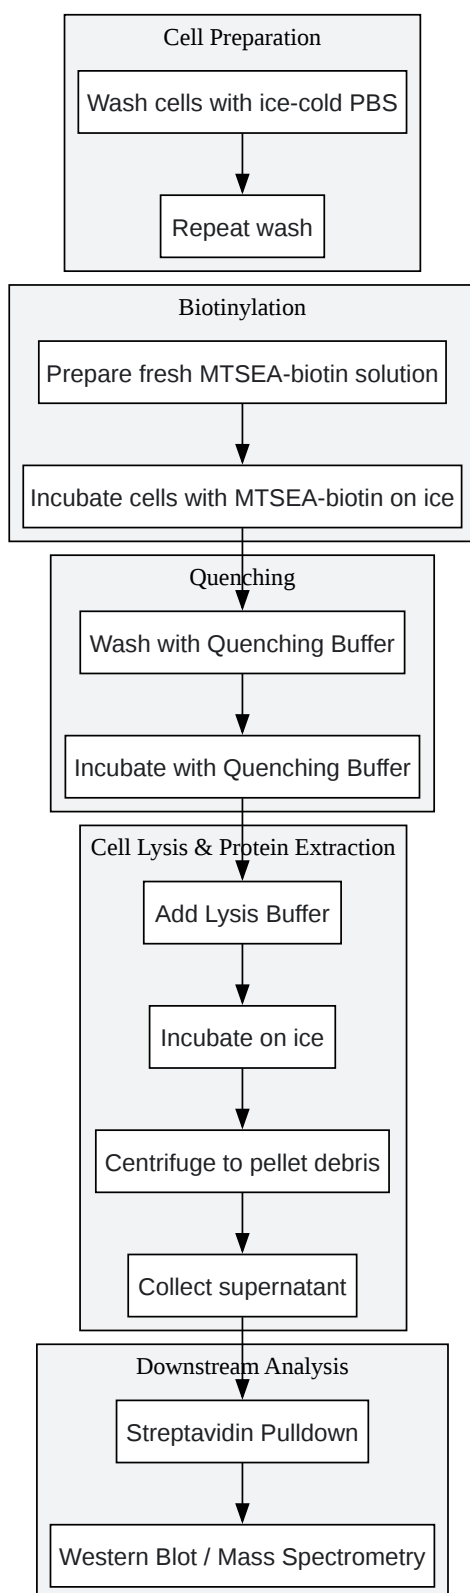 Cell Preparation
Wash cells with ice-cold PBS
Repeat wash
Biotinylation
Prepare fresh MTSEA-biotin solution
Incubate cells with MTSEA-biotin on ice
Quenching
Wash with Quenching Buffer
Incubate with Quenching Buffer
Cell Lysis & Protein Extraction
Add Lysis Buffer
Incubate on ice
Centrifuge to pellet debris
Collect supernatant
Downstream Analysis
Streptavidin Pulldown
Western Blot / Mass Spectrometry